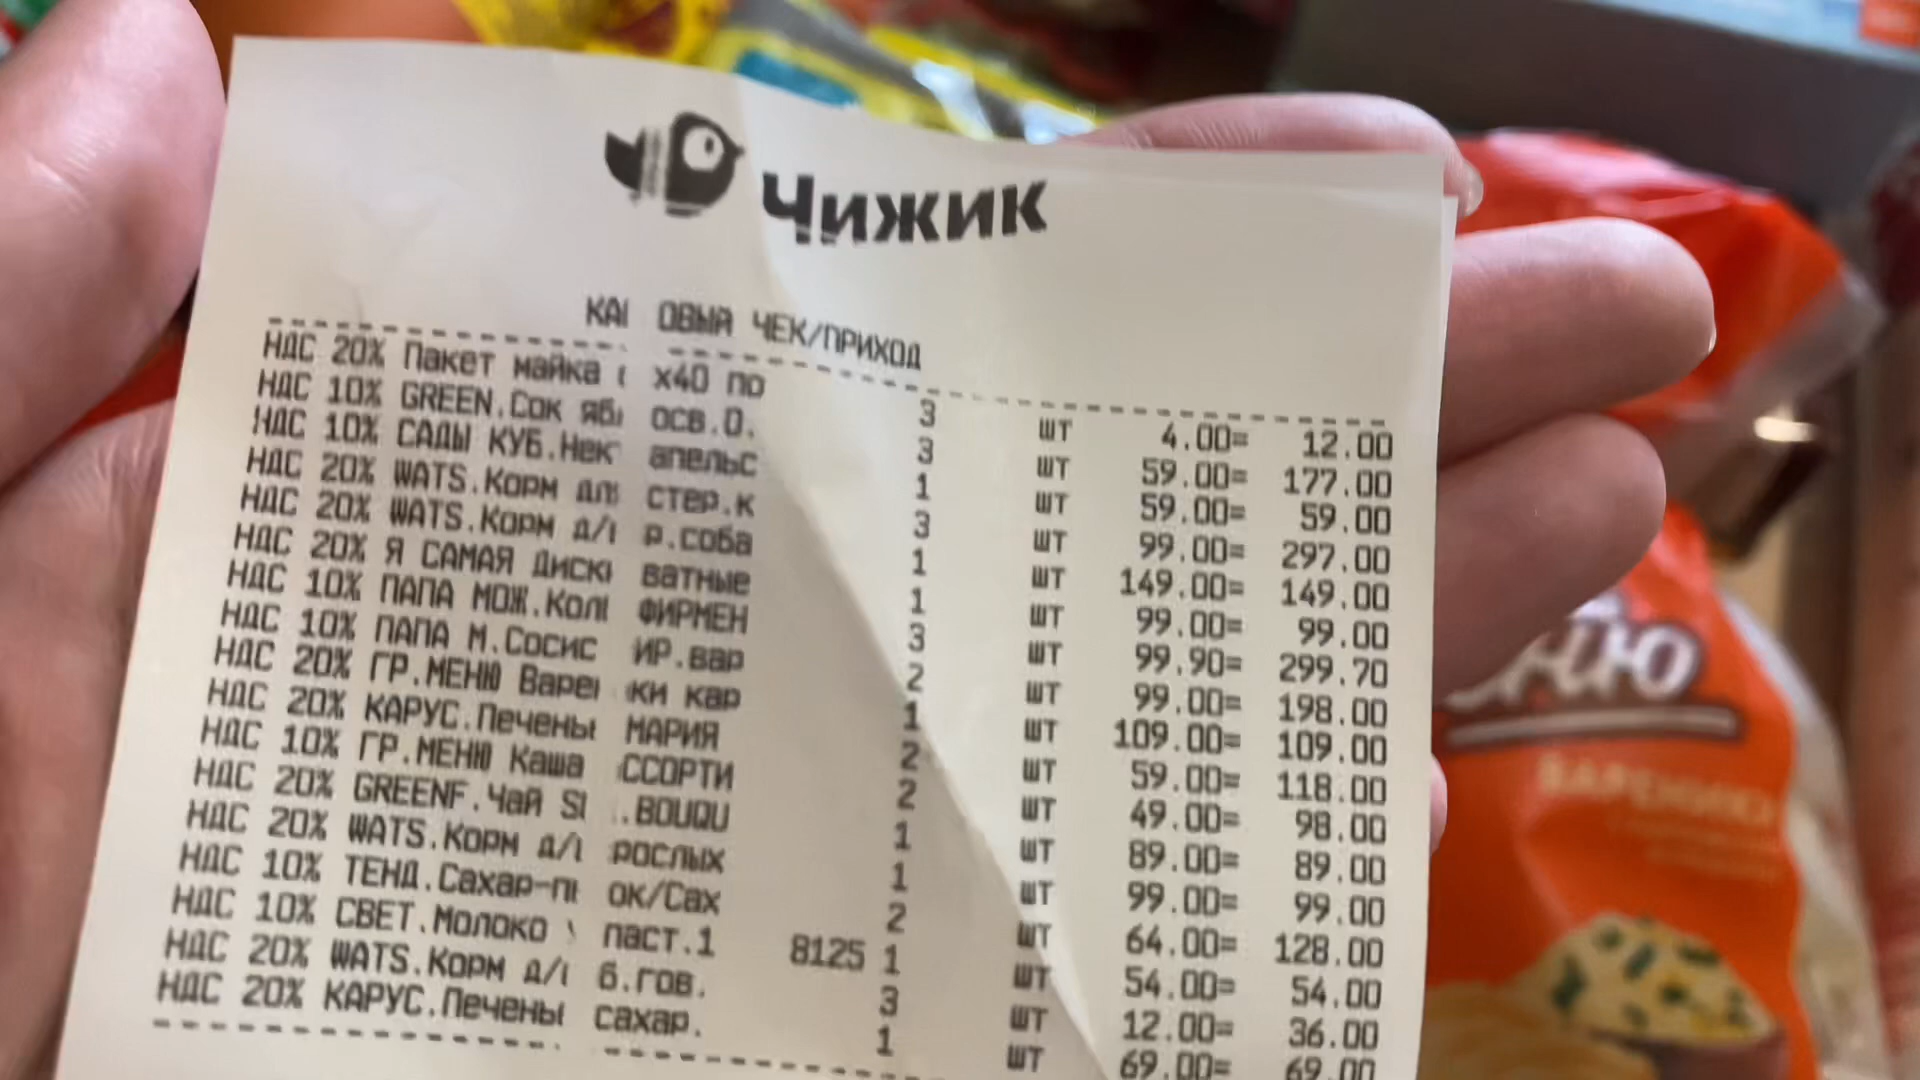 Чижик
КА ОВЫЙ ЧЕК/ПРИХОД
НДС 20% Пакет майка х40 по 3 шт 4.00= 12.00
НДС 10% GREEN.Сок ябл осв.0. 3 шт 59.00= 177.00
НДС 10% САДЫ КУБ.Нек апельс 1 шт 59.00= 59.00
НДС 20% WATS.Корм для стер.к 3 шт 99.00= 297.00
НДС 20% WATS.Корм д/ р.соба 1 шт 149.00= 149.00
НДС 20% Я САМАЯ Диск ватные 1 шт 99.00= 99.00
НДС 10% ПАПА МОЖ.Кол ФИРМЕН 3 шт 99.90= 299.70
НДС 10% ПАПА М.Сосис ИР.вар 2 шт 99.00= 198.00
НДС 20% ГР.МЕНЮ Варе ки кар 1 шт 109.00= 109.00
НДС 20% КАРУС.Печень МАРИЯ 2 шт 59.00= 118.00
НДС 10% ГР.МЕНЮ Каша ССОРТИ 2 шт 49.00= 98.00
НДС 20% GREENF.Чай S .BOUQU 1 шт 89.00= 89.00
НДС 20% WATS.Корм д/ рослых 1 шт 99.00= 99.00
НДС 10% ТЕНД.Сахар-п ок/Сах 2 шт 64.00= 128.00
НДС 10% СВЕТ.Молоко паст.1 8125 1 шт 54.00= 54.00
НДС 20% WATS.Корм д/ б.гов. 3 шт 12.00= 36.00
НДС 20% КАРУС.Печень сахар. 1 шт 69.00= 69.00
ВАРЕНИКИ